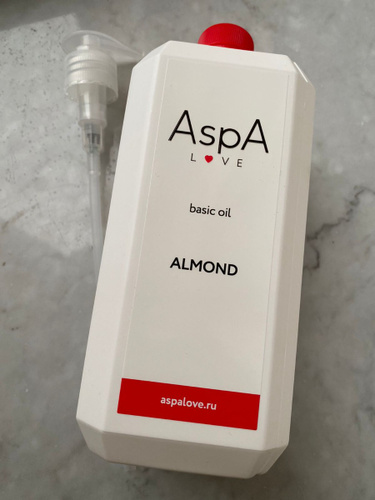 AspA
LOVE
basic oil
ALMOND
aspalove.ru